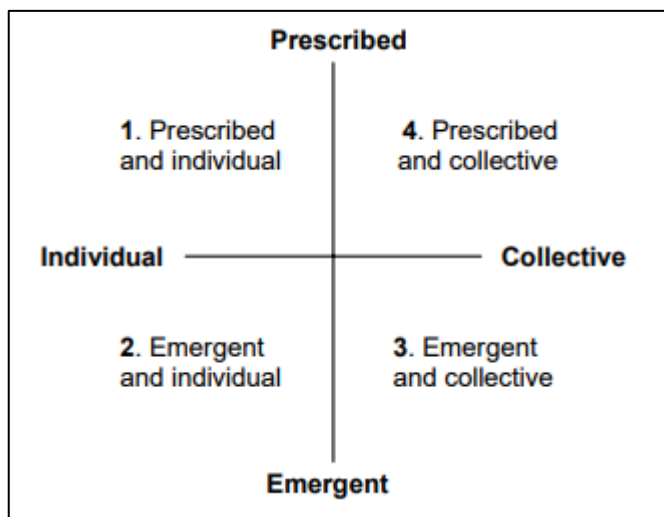 Prescribed
1. Prescribed
and individual
4. Prescribed
and collective
Individual
Collective
2. Emergent
and individual
3. Emergent
and collective
Emergent